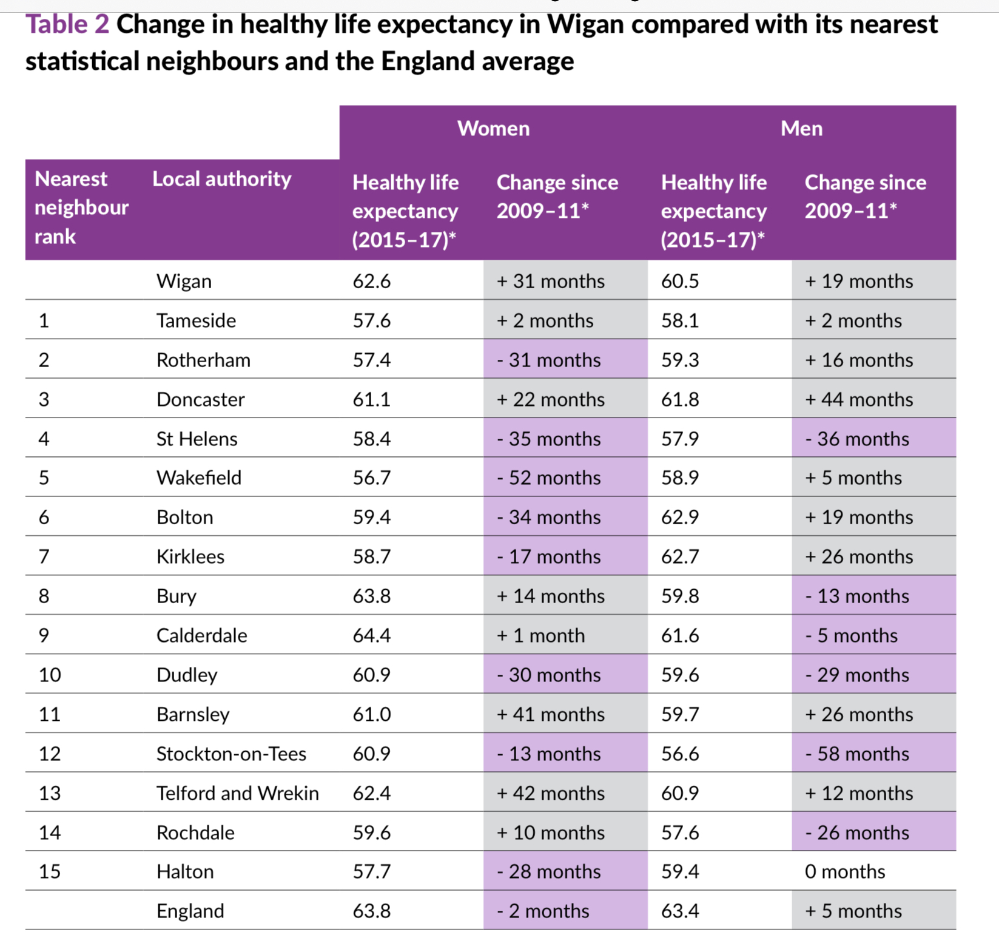 Table 2 Change in healthy life expectancy in Wigan compared with its nearest
statistical neighbours and the England average
Women Men
Nearest neighbour rank Local authority Healthy life expectancy (2015–17)* Change since 2009–11* Healthy life expectancy (2015–17)* Change since 2009–11*
Wigan 62.6 + 31 months 60.5 + 19 months
1 Tameside 57.6 + 2 months 58.1 + 2 months
2 Rotherham 57.4 - 31 months 59.3 + 16 months
3 Doncaster 61.1 + 22 months 61.8 + 44 months
4 St Helens 58.4 - 35 months 57.9 - 36 months
5 Wakefield 56.7 - 52 months 58.9 + 5 months
6 Bolton 59.4 - 34 months 62.9 + 19 months
7 Kirklees 58.7 - 17 months 62.7 + 26 months
8 Bury 63.8 + 14 months 59.8 - 13 months
9 Calderdale 64.4 + 1 month 61.6 - 5 months
10 Dudley 60.9 - 30 months 59.6 - 29 months
11 Barnsley 61.0 + 41 months 59.7 + 26 months
12 Stockton-on-Tees 60.9 - 13 months 56.6 - 58 months
13 Telford and Wrekin 62.4 + 42 months 60.9 + 12 months
14 Rochdale 59.6 + 10 months 57.6 - 26 months
15 Halton 57.7 - 28 months 59.4 0 months
England 63.8 - 2 months 63.4 + 5 months